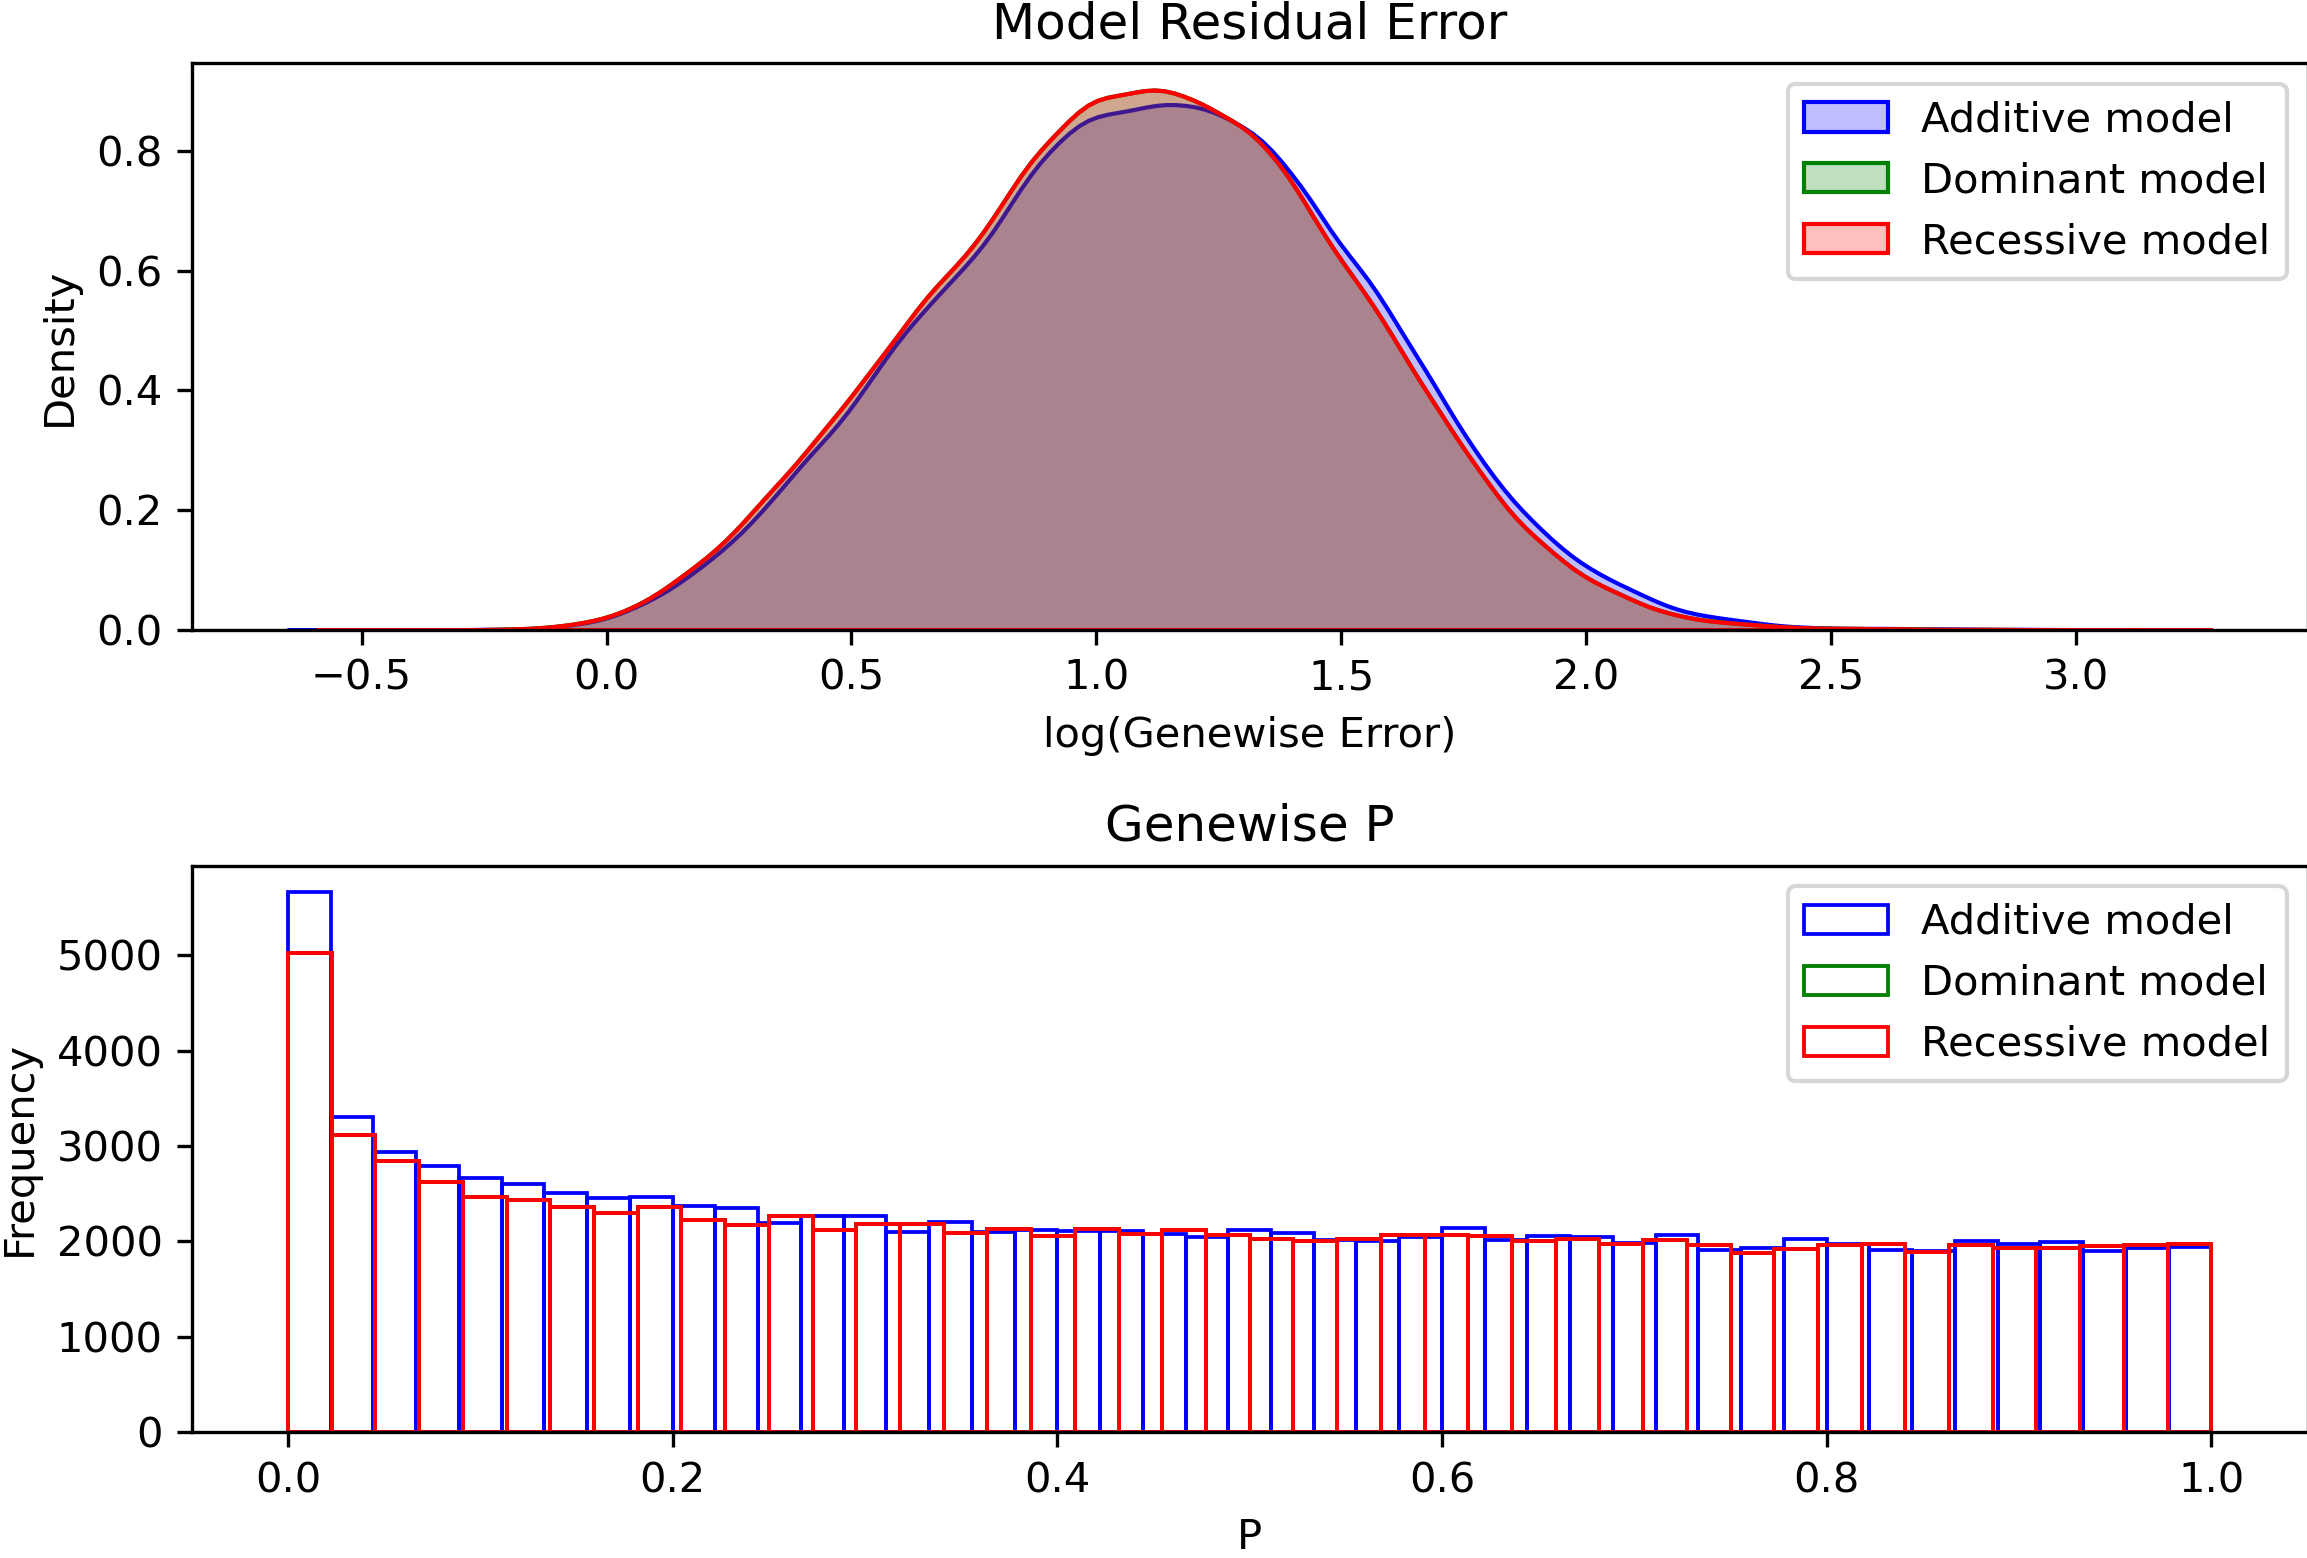 Model Residual Error
Additive model
Dominant model
Recessive model
Density
0.8
0.6
0.4
0.2
0.0
−0.5 0.0 0.5 1.0 1.5 2.0 2.5 3.0
log(Genewise Error)
Genewise P
Additive model
Dominant model
Recessive model
Frequency
5000
4000
3000
2000
1000
0
0.0 0.2 0.4 0.6 0.8 1.0
P